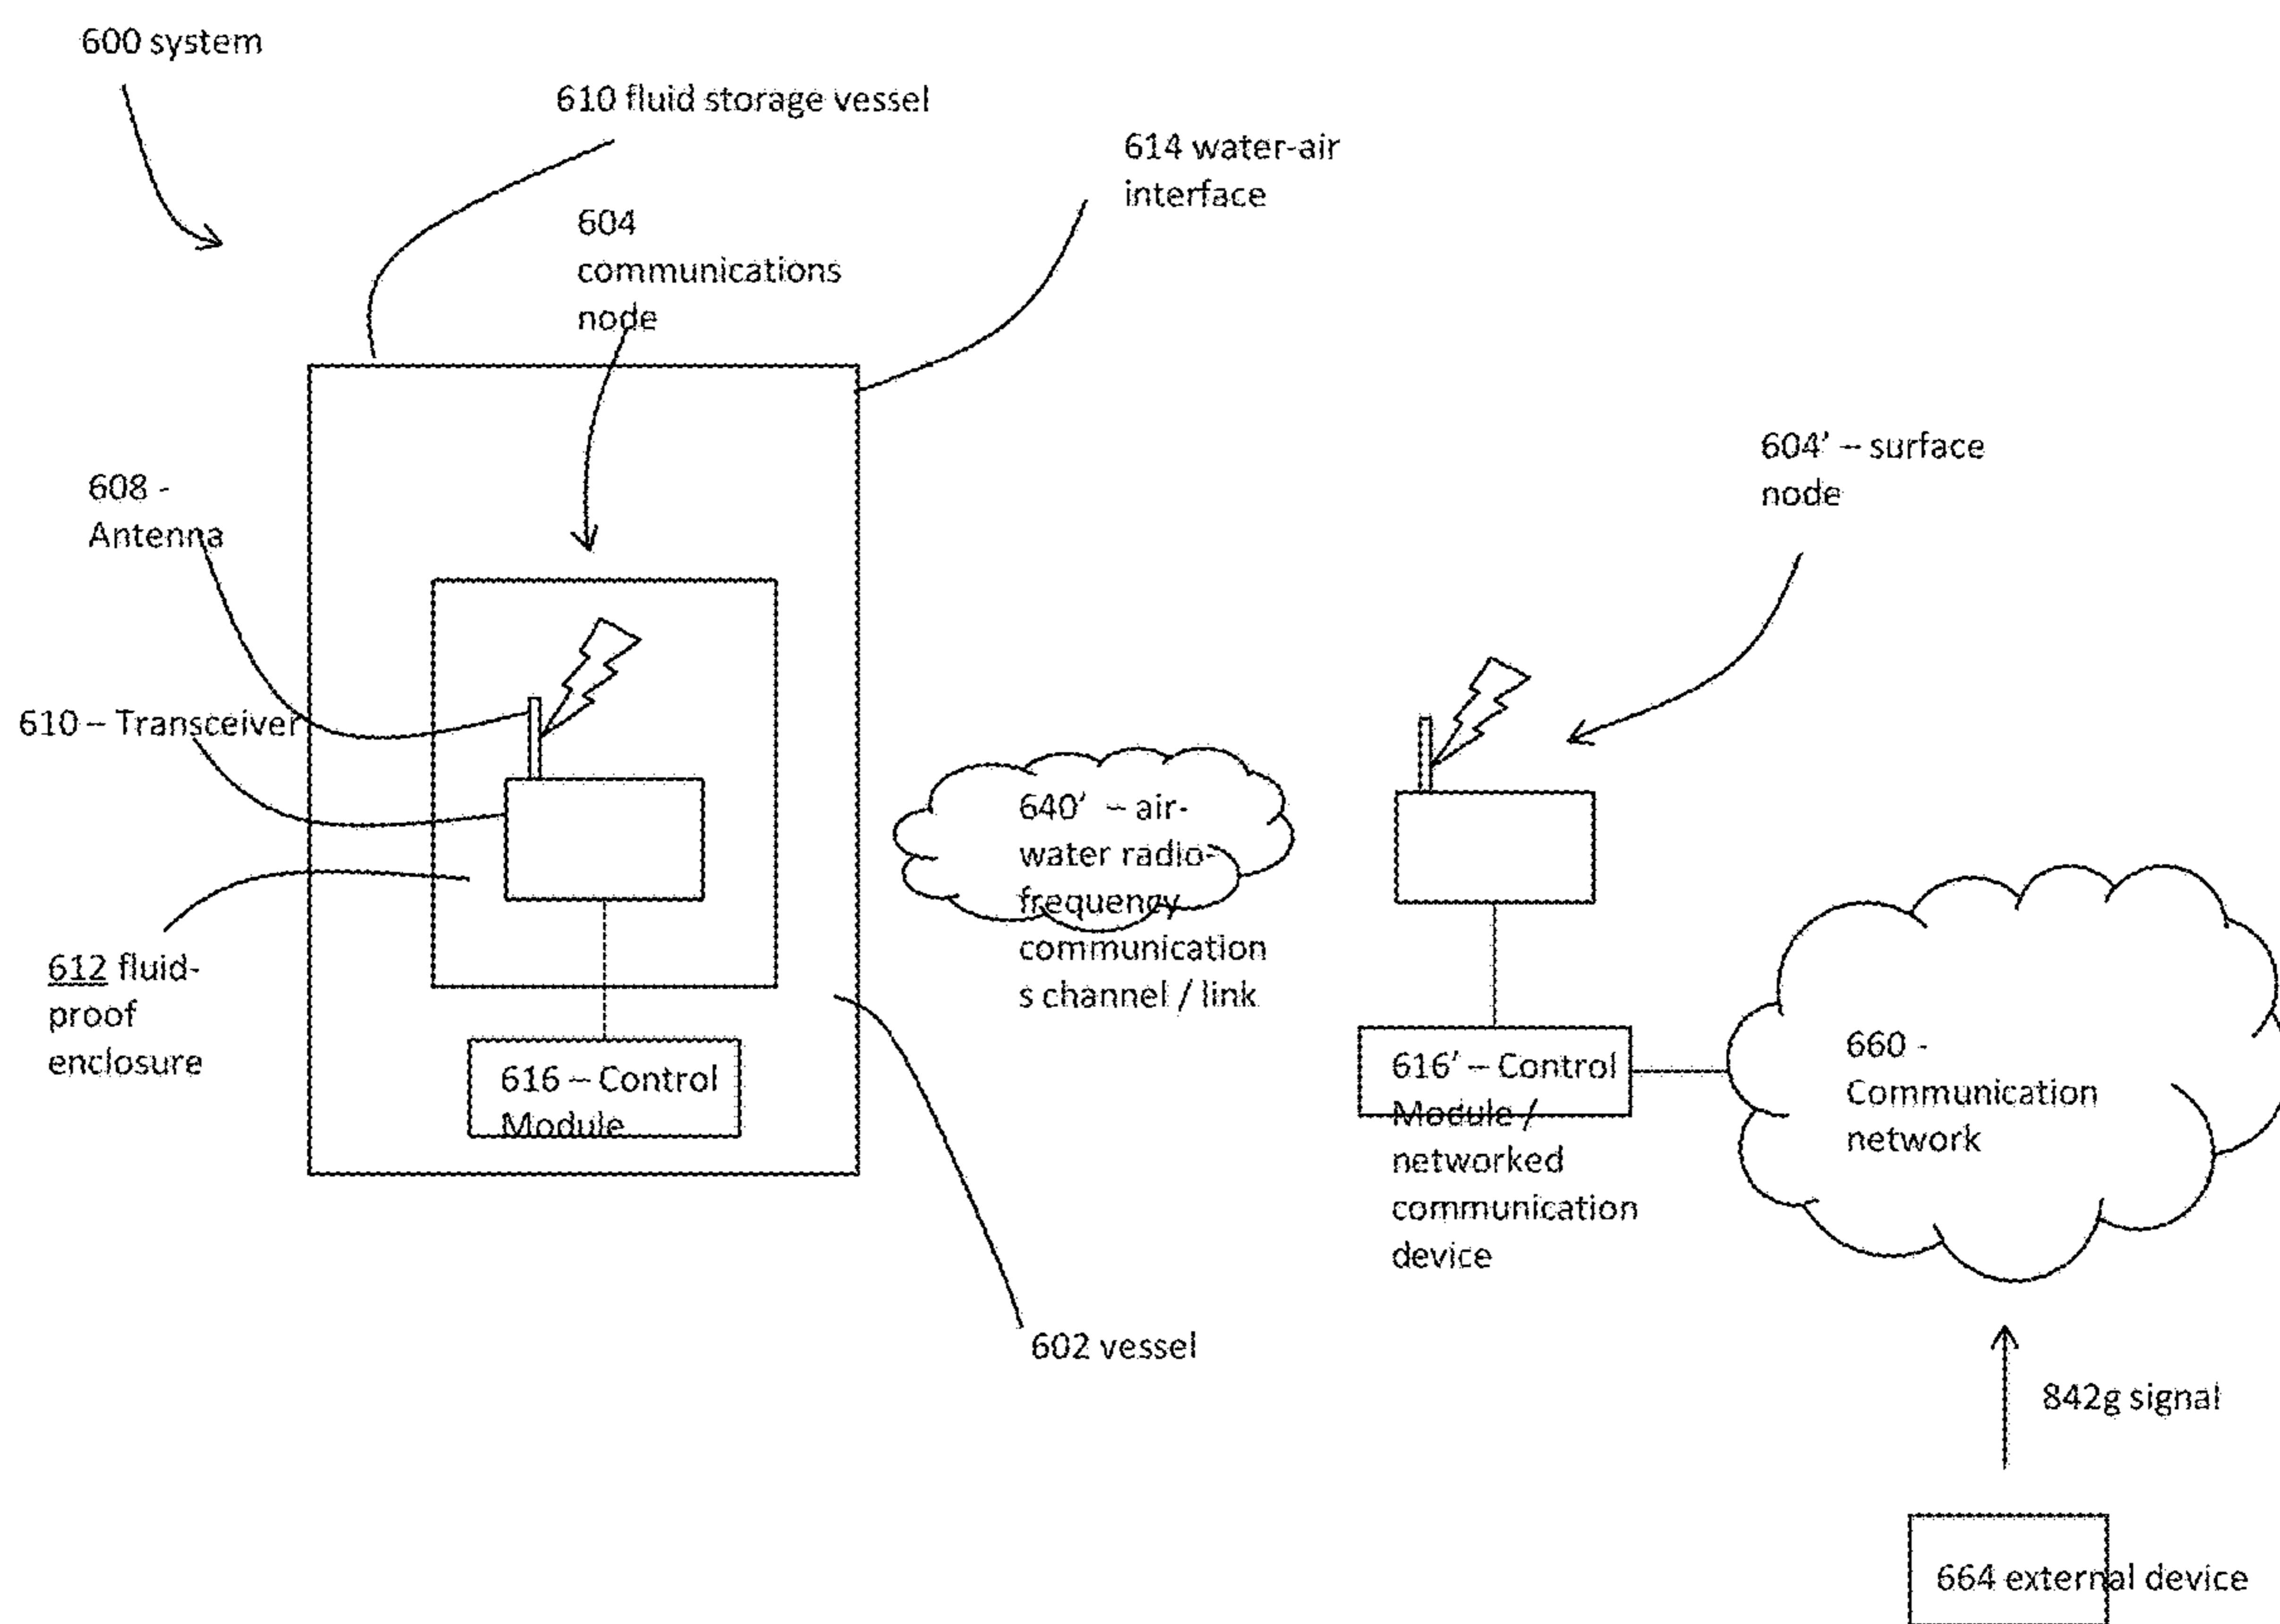 600 system
610 fluid storage vessel
614 water-air
interface
604
communications
node
604' – surface
node
608 -
Antenna
610 – Transceiver
640' – air-
water radio-
frequency
communication
s channel / link
612 fluid-
proof
enclosure
616 – Control
Module
616' – Control
Module /
networked
communication
device
660 -
Communication
network
602 vessel
842g signal
664 external device